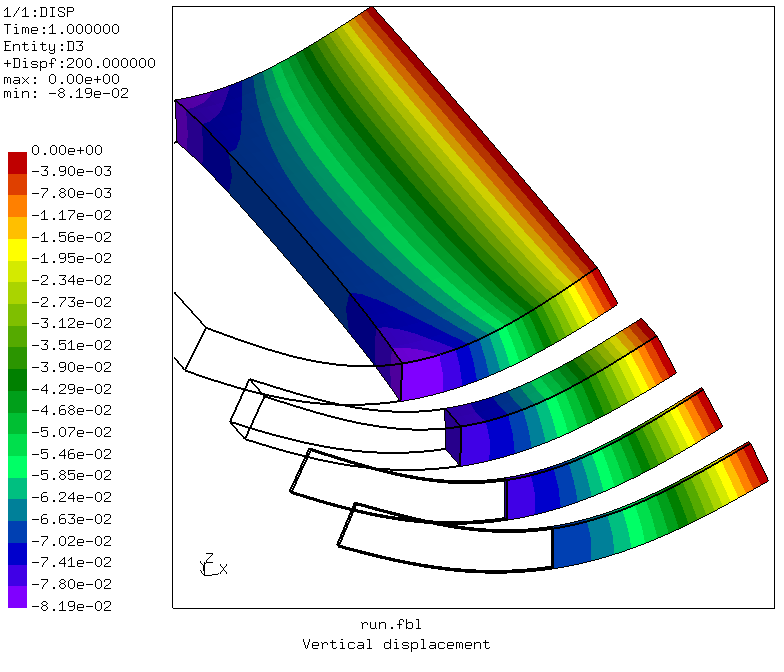 1/1:DISP
Time:1.000000
Entity:D3
+Dispf:200.000000
max: 0.00e+00
min: -8.19e-02
0.00e+00
-3.90e-03
-7.80e-03
-1.17e-02
-1.56e-02
-1.95e-02
-2.34e-02
-2.73e-02
-3.12e-02
-3.51e-02
-3.90e-02
-4.29e-02
-4.68e-02
-5.07e-02
-5.46e-02
-5.85e-02
-6.24e-02
-6.63e-02
-7.02e-02
-7.41e-02
-7.80e-02
-8.19e-02
Z
Y X
run.fbl
Vertical displacement